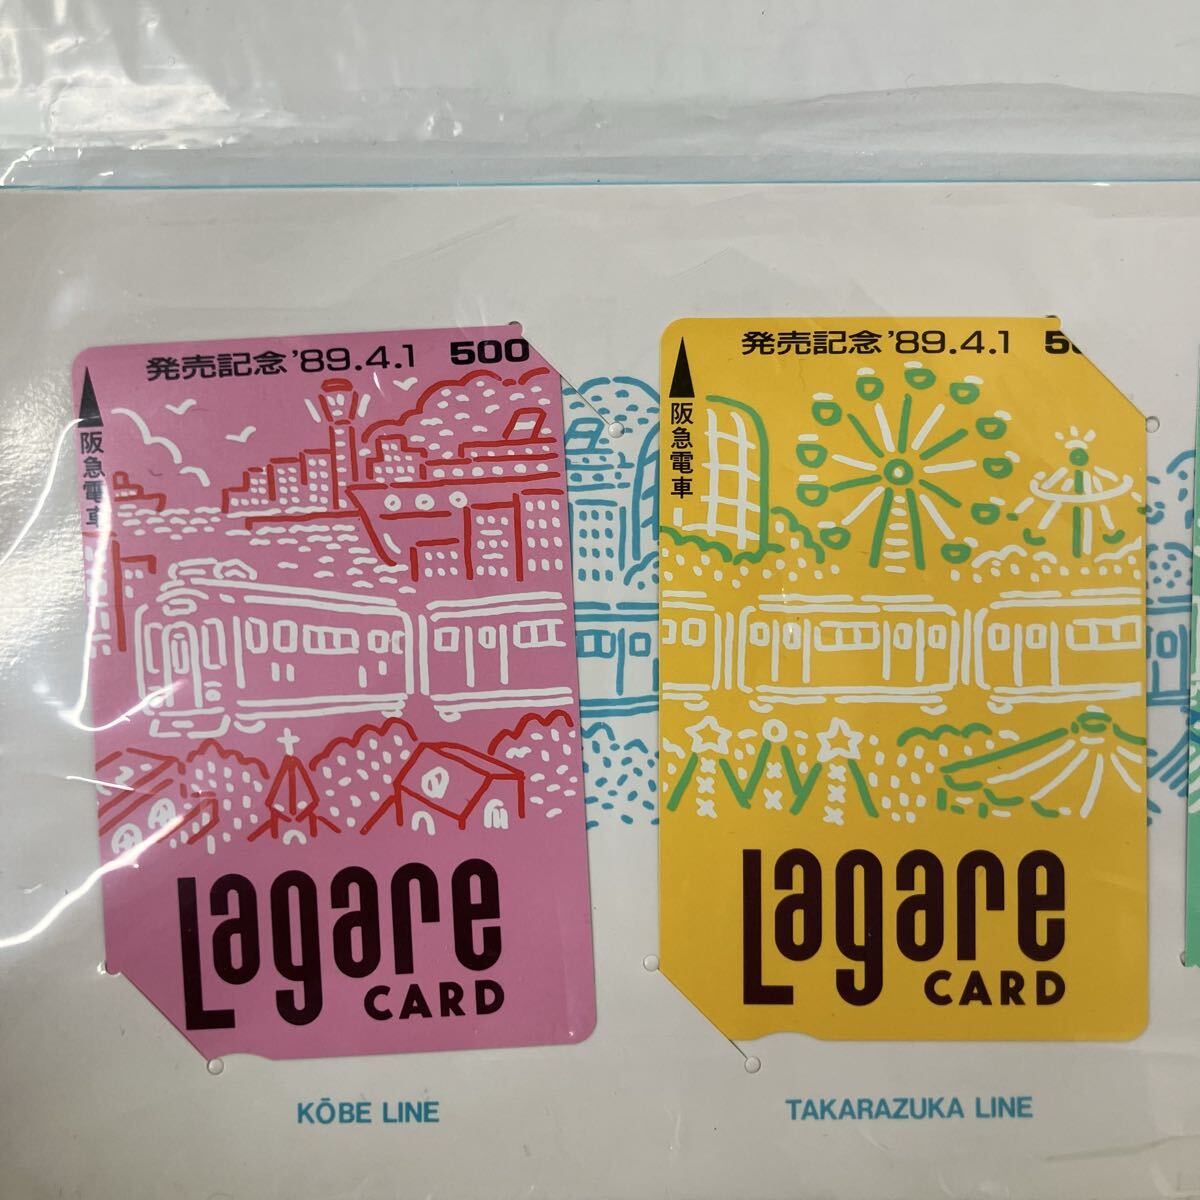 発売記念 '89.4.1 500
阪急電車
Lagare
CARD
KŌBE LINE
発売記念 '89.4.1
阪急電車
Lagare
CARD
TAKARAZUKA LINE